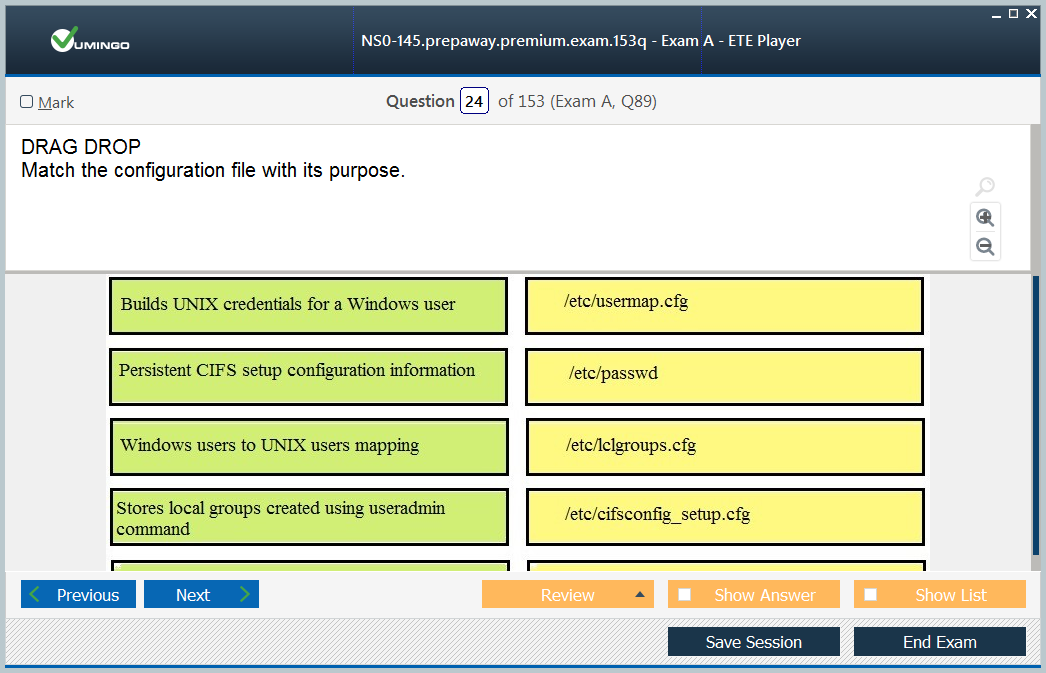 VUMINGO
NS0-145.prepaway.premium.exam.153q - Exam A - ETE Player
Mark
Question 24 of 153 (Exam A, Q89)
DRAG DROP
Match the configuration file with its purpose.
Builds UNIX credentials for a Windows user
/etc/usermap.cfg
Persistent CIFS setup configuration information
/etc/passwd
Windows users to UNIX users mapping
/etc/lclgroups.cfg
Stores local groups created using useradmin
command
/etc/cifsconfig_setup.cfg
Previous
Next
Review
Show Answer
Show List
Save Session
End Exam